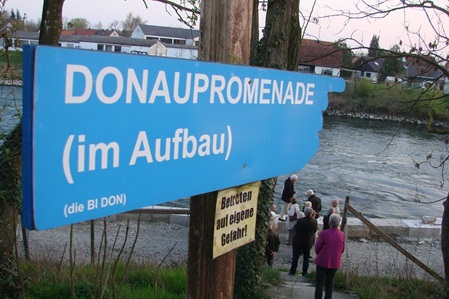 DONAUPROMENADE
(im Aufbau)
(die BI DON)
Betreten
auf eigene
Gefahr!